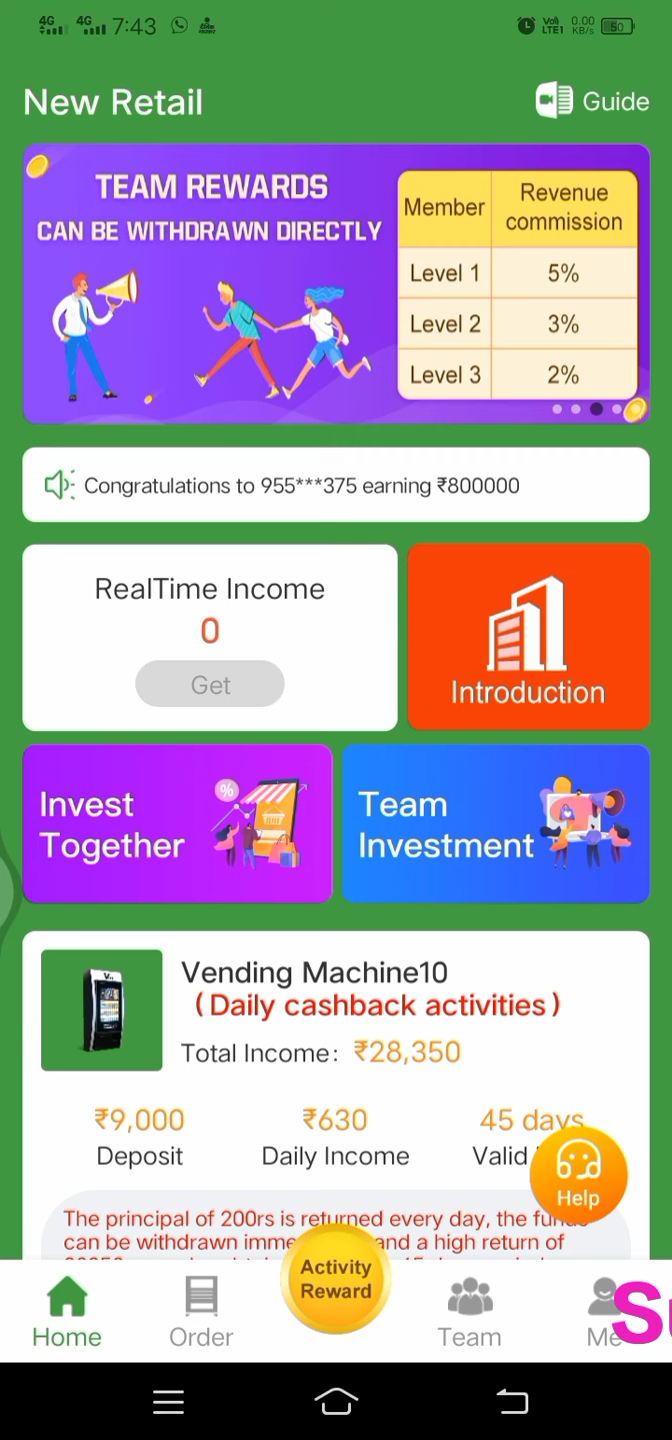 4G 4G 7:43 Volı LTE1 0.00 KB/s 50
New Retail
Guide
TEAM REWARDS
CAN BE WITHDRAWN DIRECTLY
Member Revenue commission
Level 1 5%
Level 2 3%
Level 3 2%
Congratulations to 955***375 earning ₹800000
RealTime Income
0
Get
Introduction
Invest
Together
Team
Investment
Vending Machine10
(Daily cashback activities)
Total Income: ₹28,350
₹9,000 ₹630 45 days
Deposit Daily Income Valid
Help
The principal of 200rs is returned every day, the
can be withdrawn and a high return of
Activity
Reward
Home Order Team Me